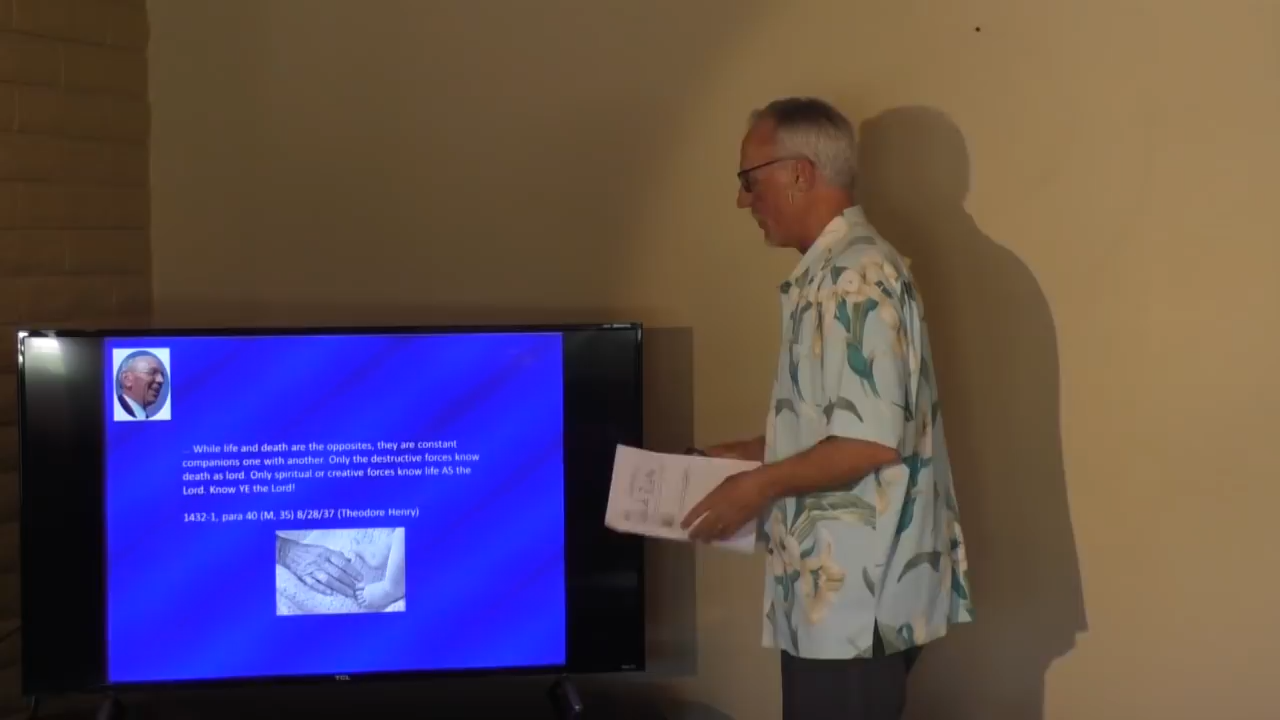 ... While life and death are the opposites, they are constant
companions one with another. Only the destructive forces know
death as lord. Only spiritual or creative forces know life AS the
Lord. Know YE the Lord!
1432-1, para 40 (M, 35) 8/28/37 (Theodore Henry)
TCL